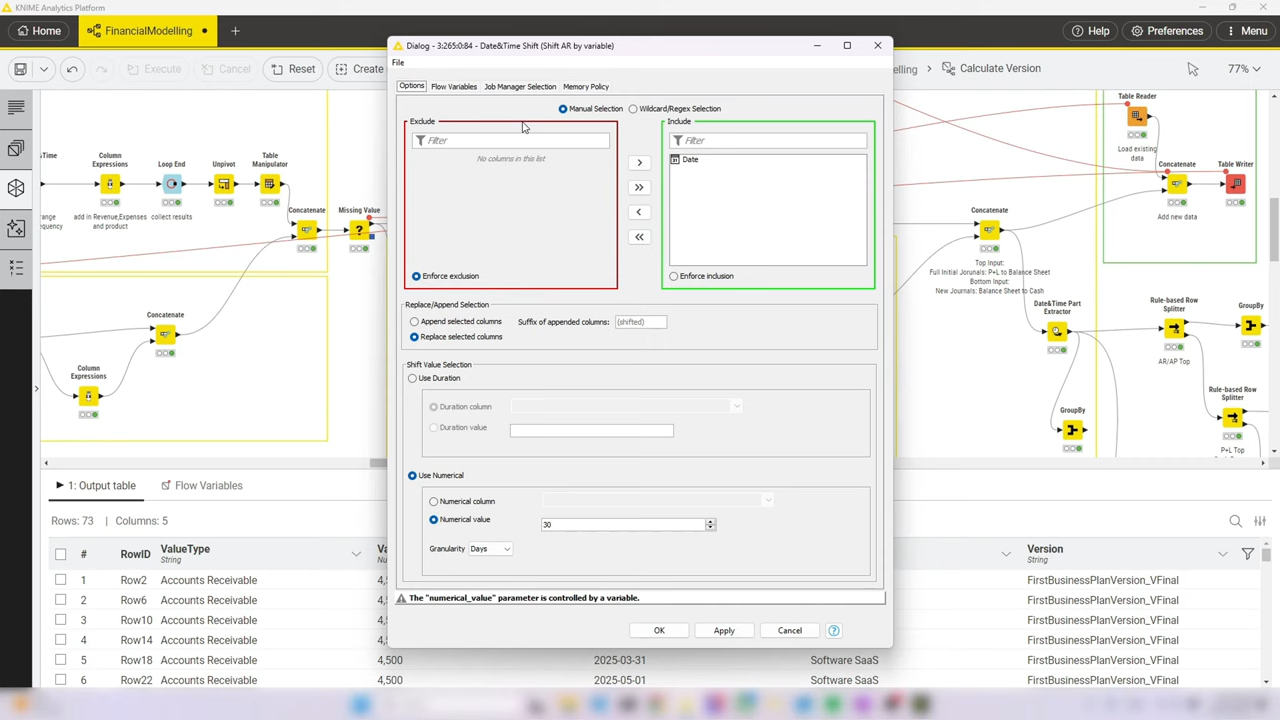 KNIME Analytics Platform
Home
FinancialModelling
Help
Preferences
Menu
Execute
Cancel
Reset
Create
elling
Calculate Version
77%
Dialog - 3:265:0:84 - Date&Time Shift (Shift AR by variable)
File
Options
Flow Variables
Job Manager Selection
Memory Policy
Manual Selection
Wildcard/Regex Selection
Exclude
Filter
No columns in this list
Enforce exclusion
Include
Filter
Date
Enforce inclusion
>
>>
<
<<
Replace/Append Selection
Append selected columns
Suffix of appended columns:
(shifted)
Replace selected columns
Shift Value Selection
Use Duration
Duration column
Duration value
Use Numerical
Numerical column
Numerical value
30
Granularity
Days
The "numerical_value" parameter is controlled by a variable.
OK
Apply
Cancel
?
Column
Expressions
Loop End
Unpivot
Table
Manipulator
add in Revenue,Expenses
and product
collect results
Concatenate
Missing Value
?
Concatenate
Column
Expressions
Table Reader
Load existing
data
Concatenate
Table Writer
Add new data
Concatenate
Top Input:
Full Initial Jorunals: P+L to Balance Sheet
Bottom Input:
New Journals: Balance Sheet to Cash
Date&Time Part
Extractor
Rule-based Row
Splitter
GroupBy
AR/AP Top
Rule-based Row
Splitter
P+L Top
GroupBy
1: Output table
Flow Variables
Rows: 73 | Columns: 5
#
RowID
ValueType
String
Version
String
1 Row2 Accounts Receivable 4, FirstBusinessPlanVersion_VFinal
2 Row6 Accounts Receivable 4, FirstBusinessPlanVersion_VFinal
3 Row10 Accounts Receivable 4, FirstBusinessPlanVersion_VFinal
4 Row14 Accounts Receivable 4, FirstBusinessPlanVersion_VFinal
5 Row18 Accounts Receivable 4,500 2025-03-31 Software SaaS FirstBusinessPlanVersion_VFinal
6 Row22 Accounts Receivable 4,500 2025-05-01 Software SaaS FirstBusinessPlanVersion_VFinal